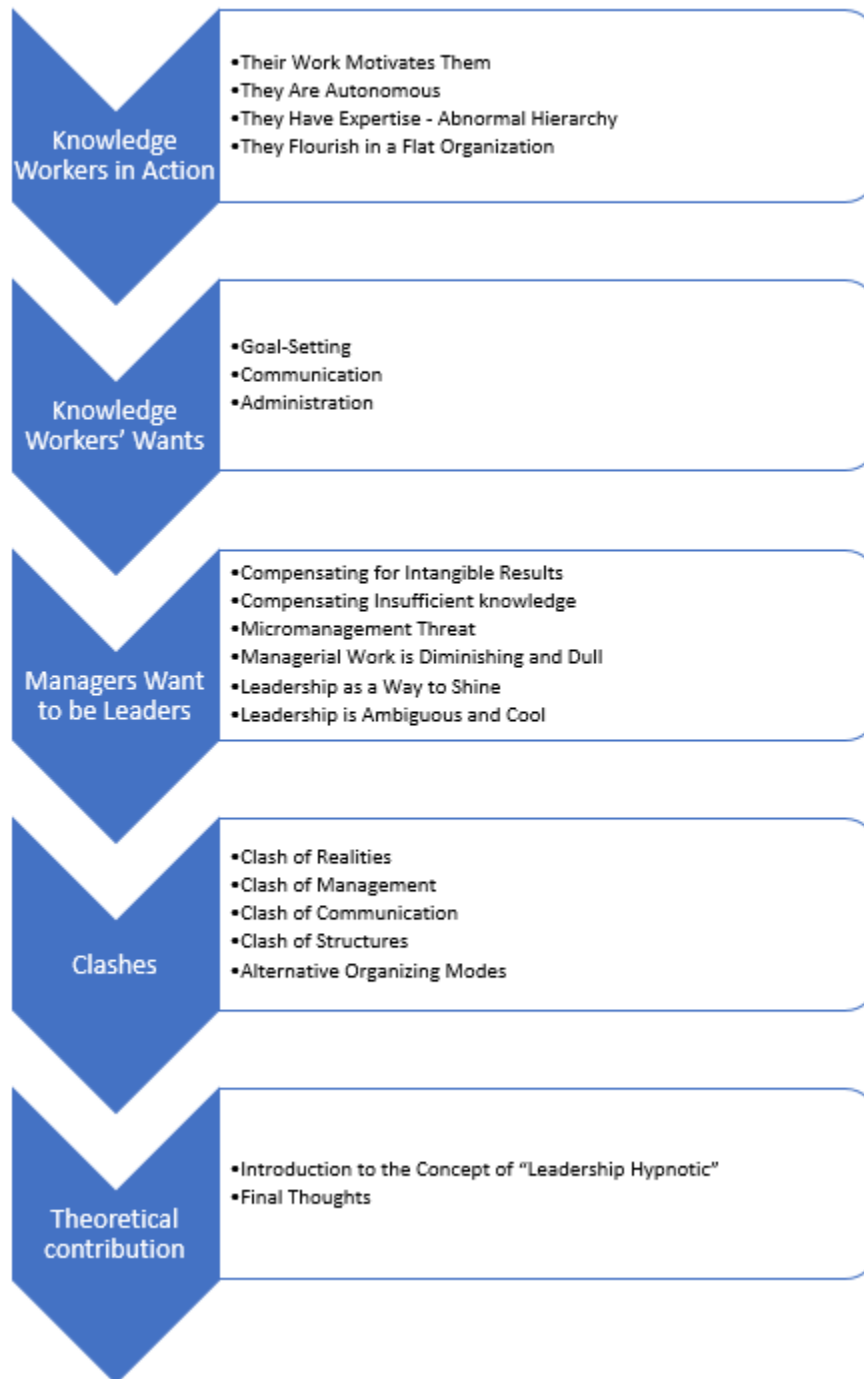 Knowledge
Workers in Action
•Their Work Motivates Them
•They Are Autonomous
•They Have Expertise - Abnormal Hierarchy
•They Flourish in a Flat Organization
Knowledge
Workers’ Wants
•Goal-Setting
•Communication
•Administration
Managers Want
to be Leaders
•Compensating for Intangible Results
•Compensating Insufficient knowledge
•Micromanagement Threat
•Managerial Work is Diminishing and Dull
•Leadership as a Way to Shine
•Leadership is Ambiguous and Cool
Clashes
•Clash of Realities
•Clash of Management
•Clash of Communication
•Clash of Structures
•Alternative Organizing Modes
Theoretical
contribution
•Introduction to the Concept of “Leadership Hypnotic”
•Final Thoughts